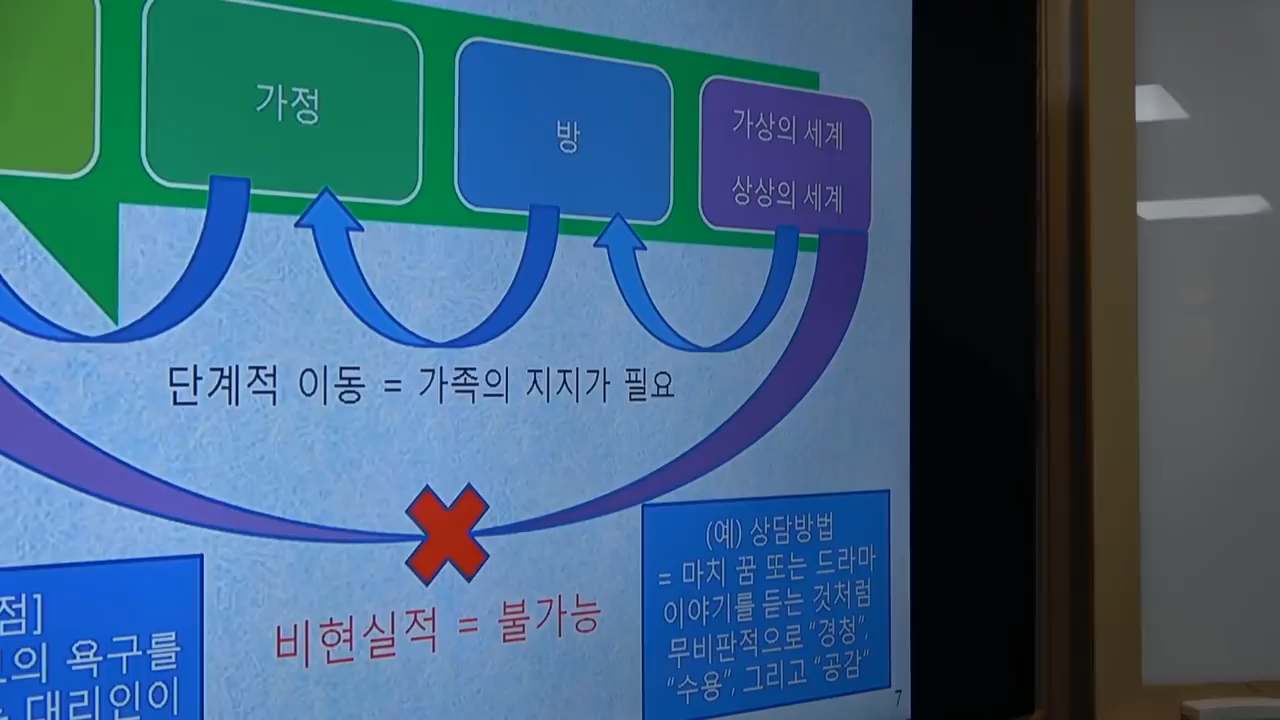 가정
방
가상의 세계
상상의 세계
단계적 이동 = 가족의 지지가 필요
비현실적 = 불가능
(예) 상담방법
= 마치 꿈 또는 드라마
이야기를 듣는 것처럼
무비판적으로 "경청",
"수용", 그리고 "공감"
점]
의 욕구를
대리인이
7